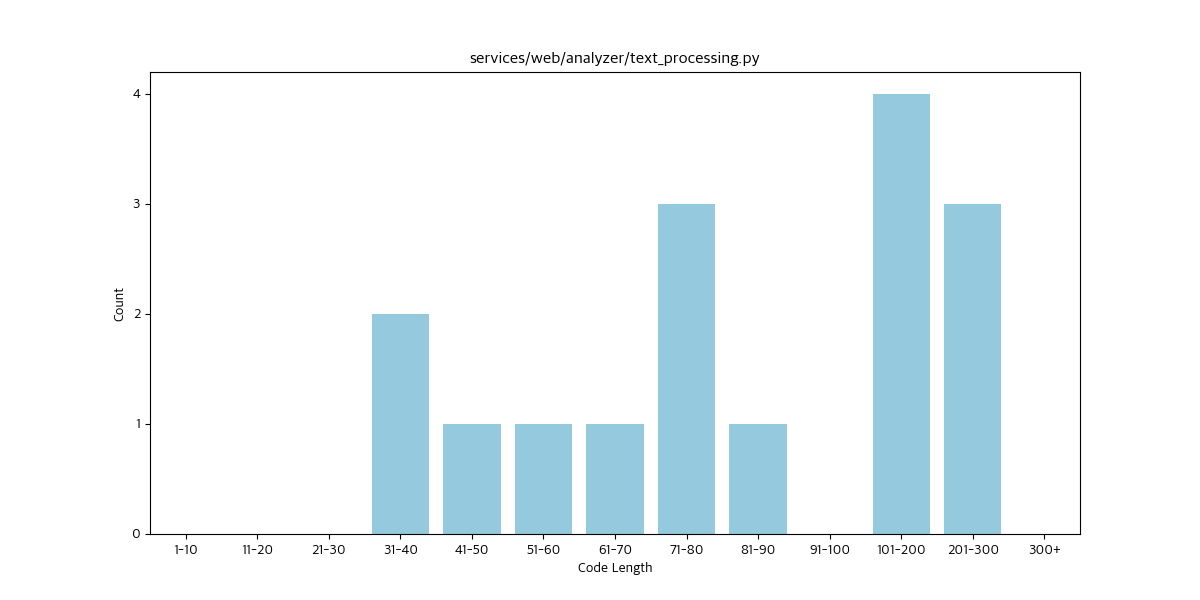 services/web/analyzer/text_processing.py
4
3
2
1
0
Count
1-10 11-20 21-30 31-40 41-50 51-60 61-70 71-80 81-90 91-100 101-200 201-300 300+
Code Length